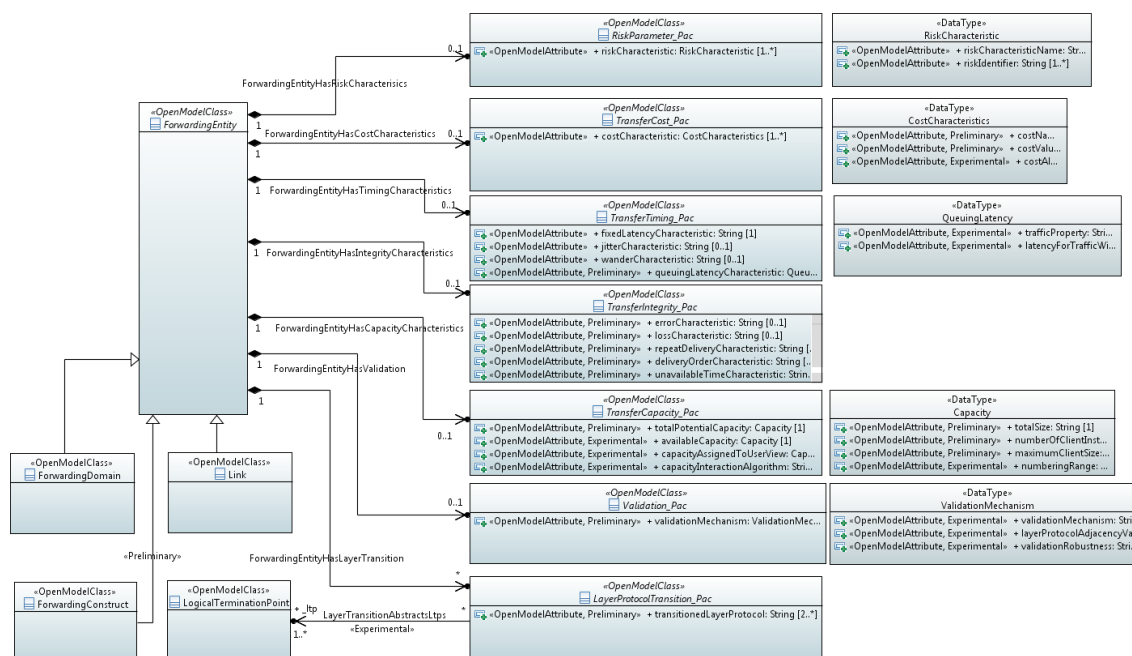 «OpenModelClass»
RiskParameter_Pac
«OpenModelAttribute» + riskCharacteristic: RiskCharacteristic [1..*]
«DataType»
RiskCharacteristic
«OpenModelAttribute» + riskCharacteristicName: Str...
«OpenModelAttribute» + riskIdentifier: String [1..*]
0..1
ForwardingEntityHasRiskCharacterisics
1
«OpenModelClass»
ForwardingEntity
«OpenModelClass»
TransferCost_Pac
«OpenModelAttribute» + costCharacteristic: CostCharacteristics [1..*]
«DataType»
CostCharacteristics
«OpenModelAttribute, Preliminary» + costNa...
«OpenModelAttribute, Preliminary» + costValu...
«OpenModelAttribute, Experimental» + costAl...
ForwardingEntityHasCostCharacteristics
0..1
1
ForwardingEntityHasTimingCharacteristics
1
0..1
«OpenModelClass»
TransferTiming_Pac
«OpenModelAttribute» + fixedLatencyCharacteristic: String [1]
«OpenModelAttribute» + jitterCharacteristic: String [0..1]
«OpenModelAttribute» + wanderCharacteristic: String [0..1]
«OpenModelAttribute, Preliminary» + queuingLatencyCharacteristic: Queu...
«DataType»
QueuingLatency
«OpenModelAttribute, Experimental» + trafficProperty: Stri...
«OpenModelAttribute, Experimental» + latencyForTrafficWi...
1
ForwardingEntityHasIntegrityCharacteristics
0..1
«OpenModelClass»
TransferIntegrity_Pac
«OpenModelAttribute, Preliminary» + errorCharacteristic: String [0..1]
«OpenModelAttribute, Preliminary» + lossCharacteristic: String [0..1]
«OpenModelAttribute, Preliminary» + repeatDeliveryCharacteristic: String [.
«OpenModelAttribute, Preliminary» + deliveryOrderCharacteristic: String [..
«OpenModelAttribute, Preliminary» + unavailableTimeCharacteristic: Strin..
1
ForwardingEntityHasCapacityCharacteristics
0..1
«OpenModelClass»
TransferCapacity_Pac
«OpenModelAttribute, Preliminary» + totalPotentialCapacity: Capacity [1]
«OpenModelAttribute, Experimental» + availableCapacity: Capacity [1]
«OpenModelAttribute, Experimental» + capacityAssignedToUserView: Cap...
«OpenModelAttribute, Experimental» + capacityInteractionAlgorithm: Stri...
«DataType»
Capacity
«OpenModelAttribute, Preliminary» + totalSize: String [1]
«OpenModelAttribute, Preliminary» + numberOfClientInst...
«OpenModelAttribute, Preliminary» + maximumClientSize:...
«OpenModelAttribute, Experimental» + numberingRange: ...
1
ForwardingEntityHasValidation
0..1
1
«OpenModelClass»
ForwardingDomain
«OpenModelClass»
Link
«OpenModelClass»
Validation_Pac
«OpenModelAttribute, Preliminary» + validationMechanism: ValidationMec...
«DataType»
ValidationMechanism
«OpenModelAttribute, Experimental» + validationMechanism: Stri
«OpenModelAttribute, Experimental» + layerProtocolAdjacencyVa
«OpenModelAttribute, Experimental» + validationRobustness: Stri.
«Preliminary»
ForwardingEntityHasLayerTransition
*
«OpenModelClass»
ForwardingConstruct
«OpenModelClass»
LogicalTerminationPoint
+ _ltp
1..*
LayerTransitionAbstractsLtps
«Experimental»
*
«OpenModelClass»
LayerProtocolTransition_Pac
«OpenModelAttribute, Preliminary» + transitionedLayerProtocol: String [2..*]